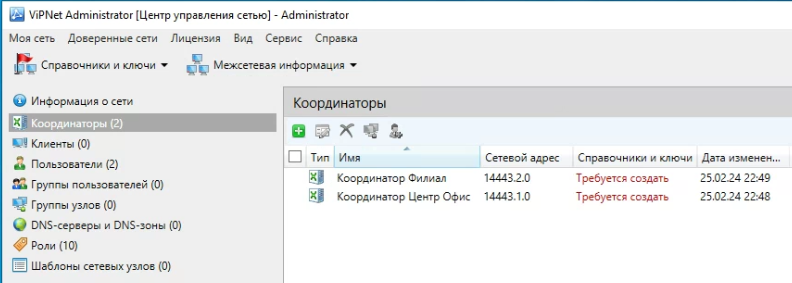 ViPNet Administrator [Центр управления сетью] - Administrator
Моя сеть Доверенные сети Лицензия Вид Сервис Справка
Справочники и ключи Межсетевая информация
Информация о сети
Координаторы (2)
Клиенты (0)
Пользователи (2)
Группы пользователей (0)
Группы узлов (0)
DNS-серверы и DNS-зоны (0)
Роли (10)
Шаблоны сетевых узлов (0)
Координаторы
Тип Имя Сетевой адрес Справочники и ключи Дата изменен...
Координатор Филиал 14443.2.0 Требуется создать 25.02.24 22:49
Координатор Центр Офис 14443.1.0 Требуется создать 25.02.24 22:48